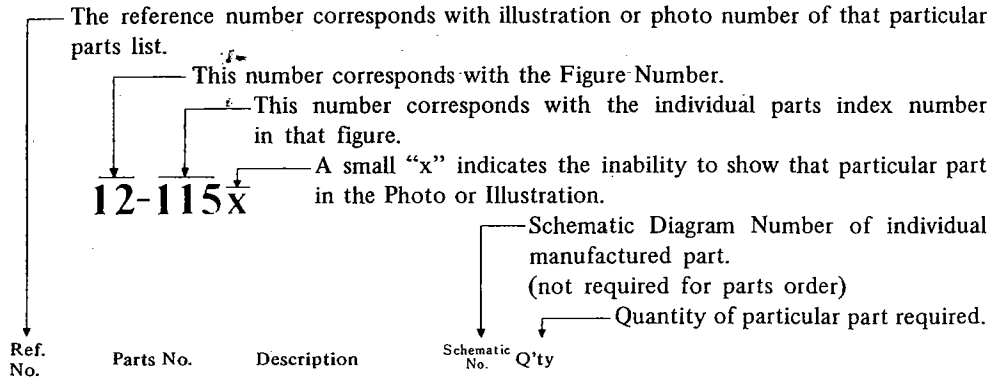 The reference number corresponds with illustration or photo number of that particular
parts list.
This number corresponds with the Figure Number.
This number corresponds with the individual parts index number
in that figure.
A small “x” indicates the inability to show that particular part
in the Photo or Illustration.
12-115x
Schematic Diagram Number of individual
manufactured part.
(not required for parts order)
Quantity of particular part required.
Ref. No. Parts No. Description Schematic No. Q'ty